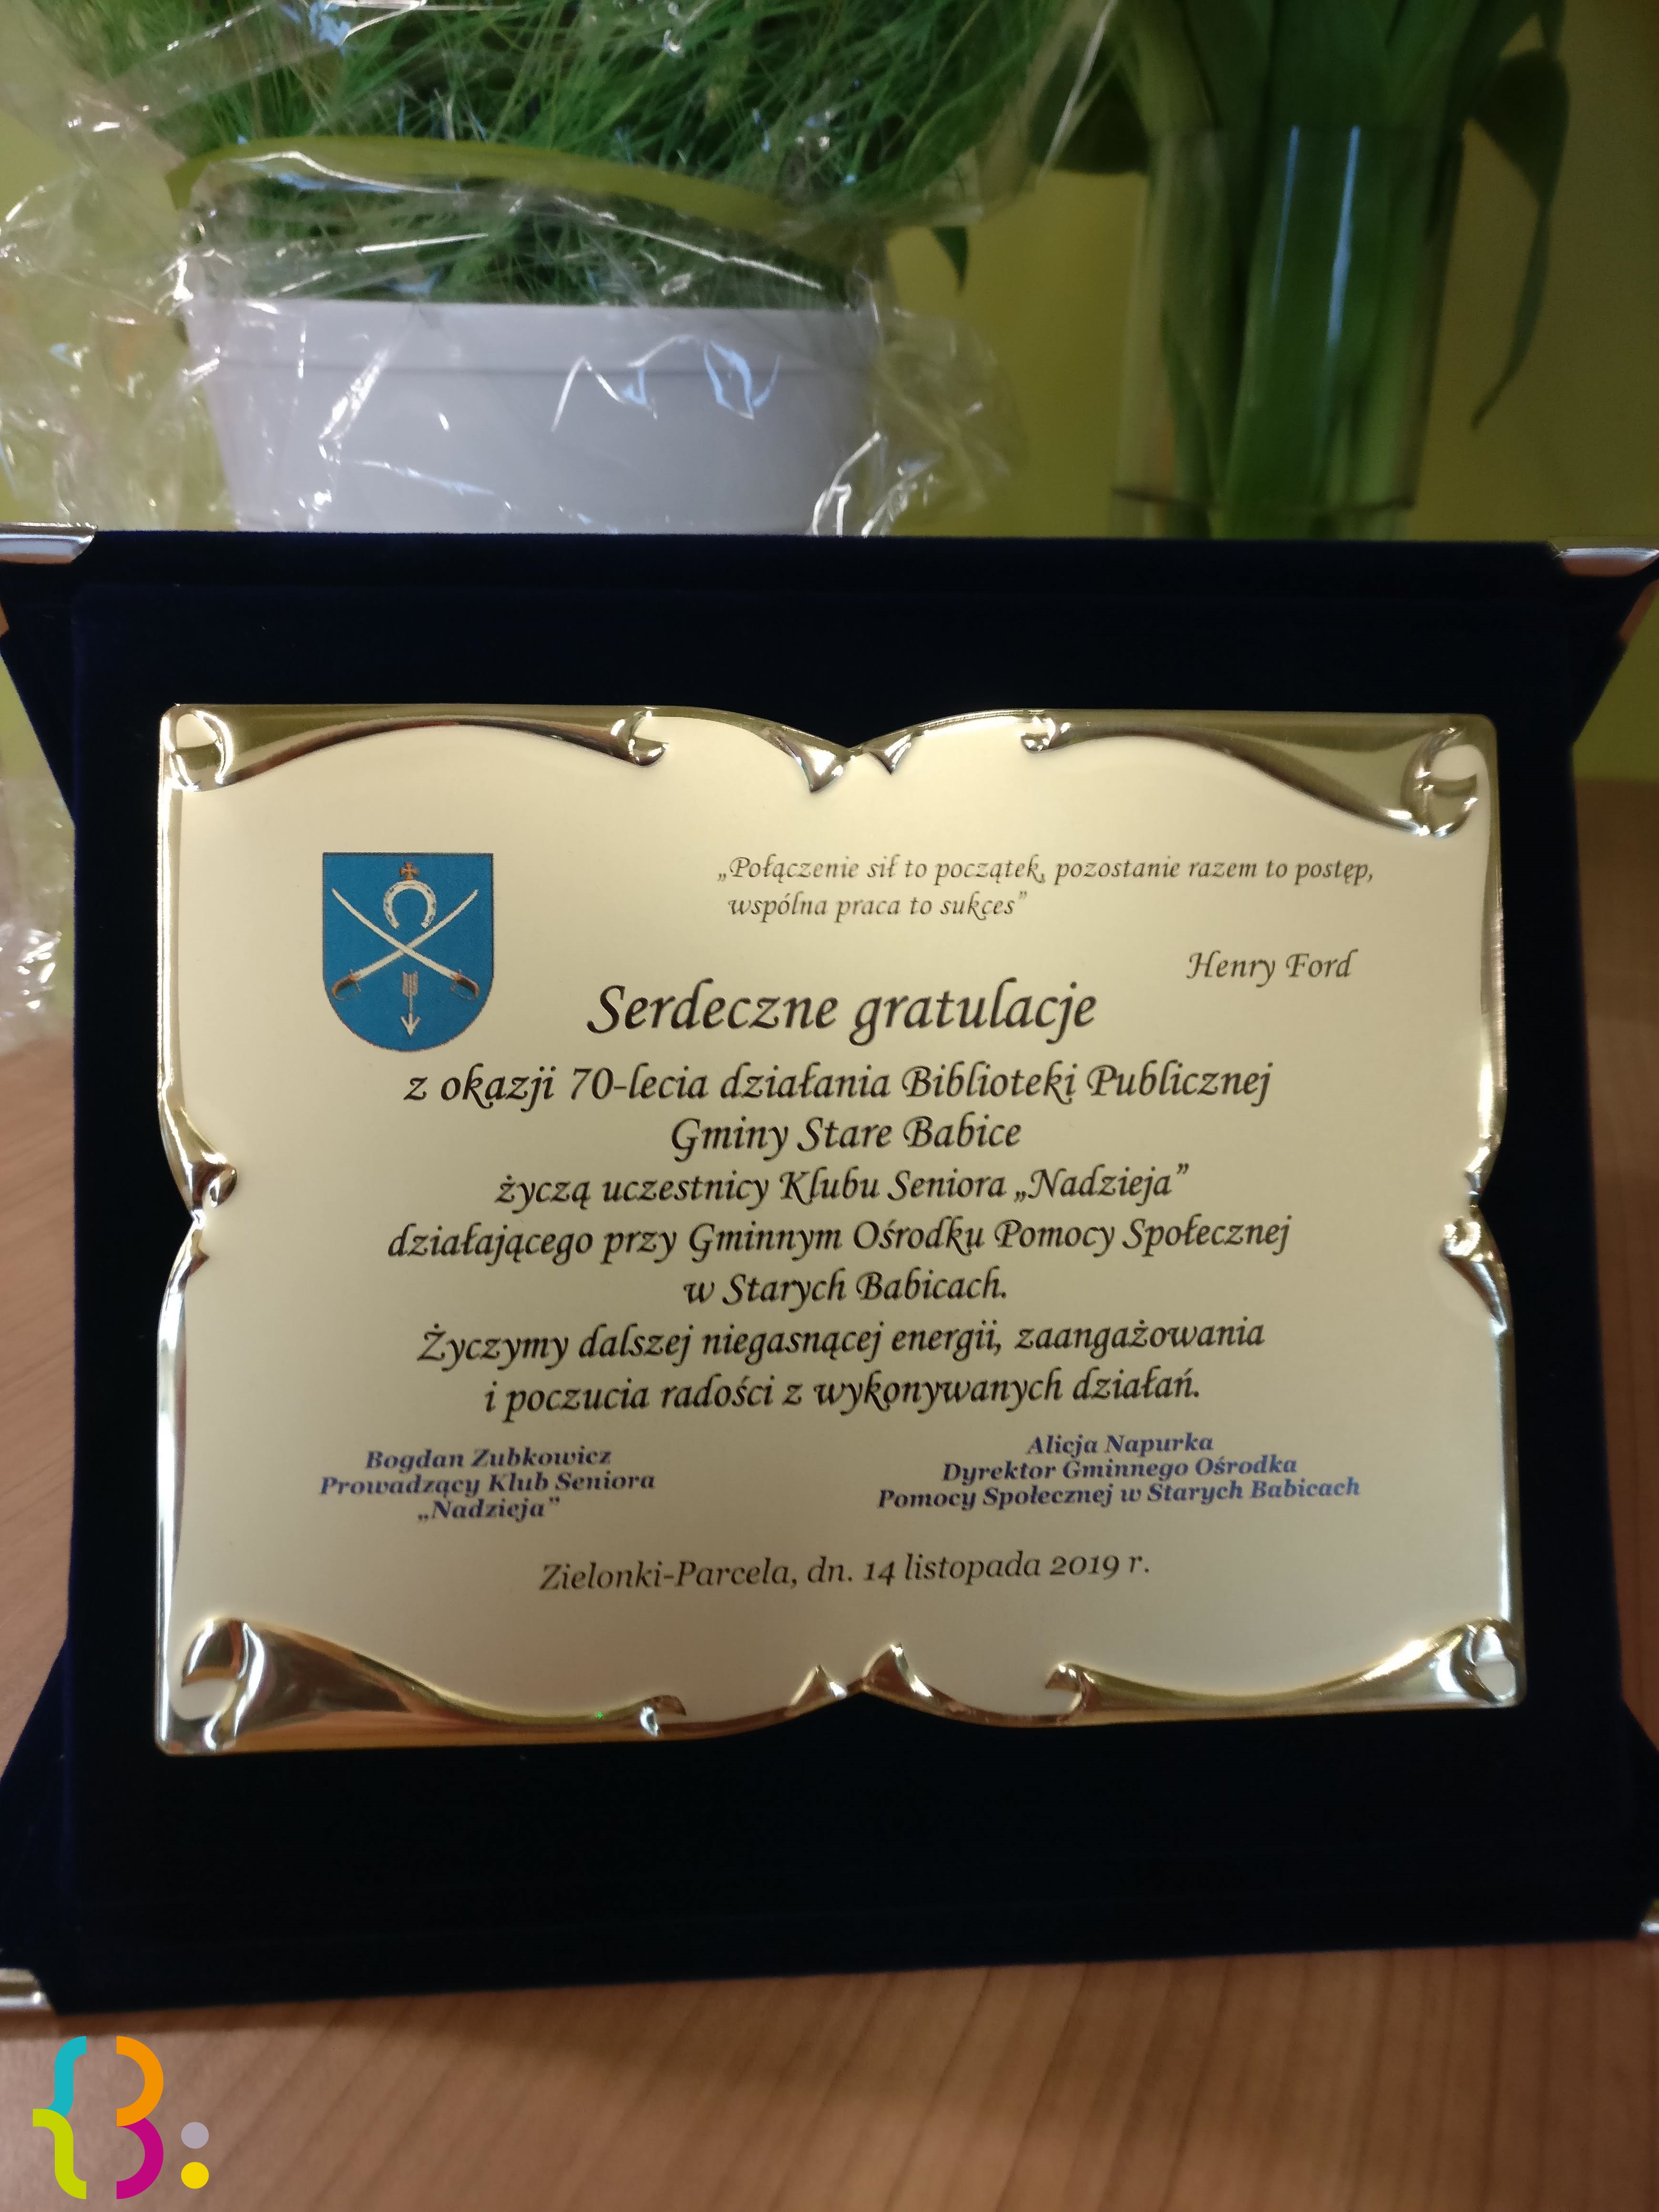 „Połączenie sił to początek, pozostanie razem to postęp,
wspólna praca to sukces”
Henry Ford
Serdeczne gratulacje
z okazji 70-lecia działania Biblioteki Publicznej
Gminy Stare Babice
życzą uczestnicy Klubu Seniora „Nadzieja”
działającego przy Gminnym Ośrodku Pomocy Społecznej
w Starych Babicach.
Życzymy dalszej niegasnącej energii, zaangażowania
i poczucia radości z wykonywanych działań.
Bogdan Zubkowicz
Prowadzący Klub Seniora
„Nadzieja”
Alicja Napurka
Dyrektor Gminnego Ośrodka
Pomocy Społecznej w Starych Babicach
Zielonki-Parcela, dn. 14 listopada 2019 r.